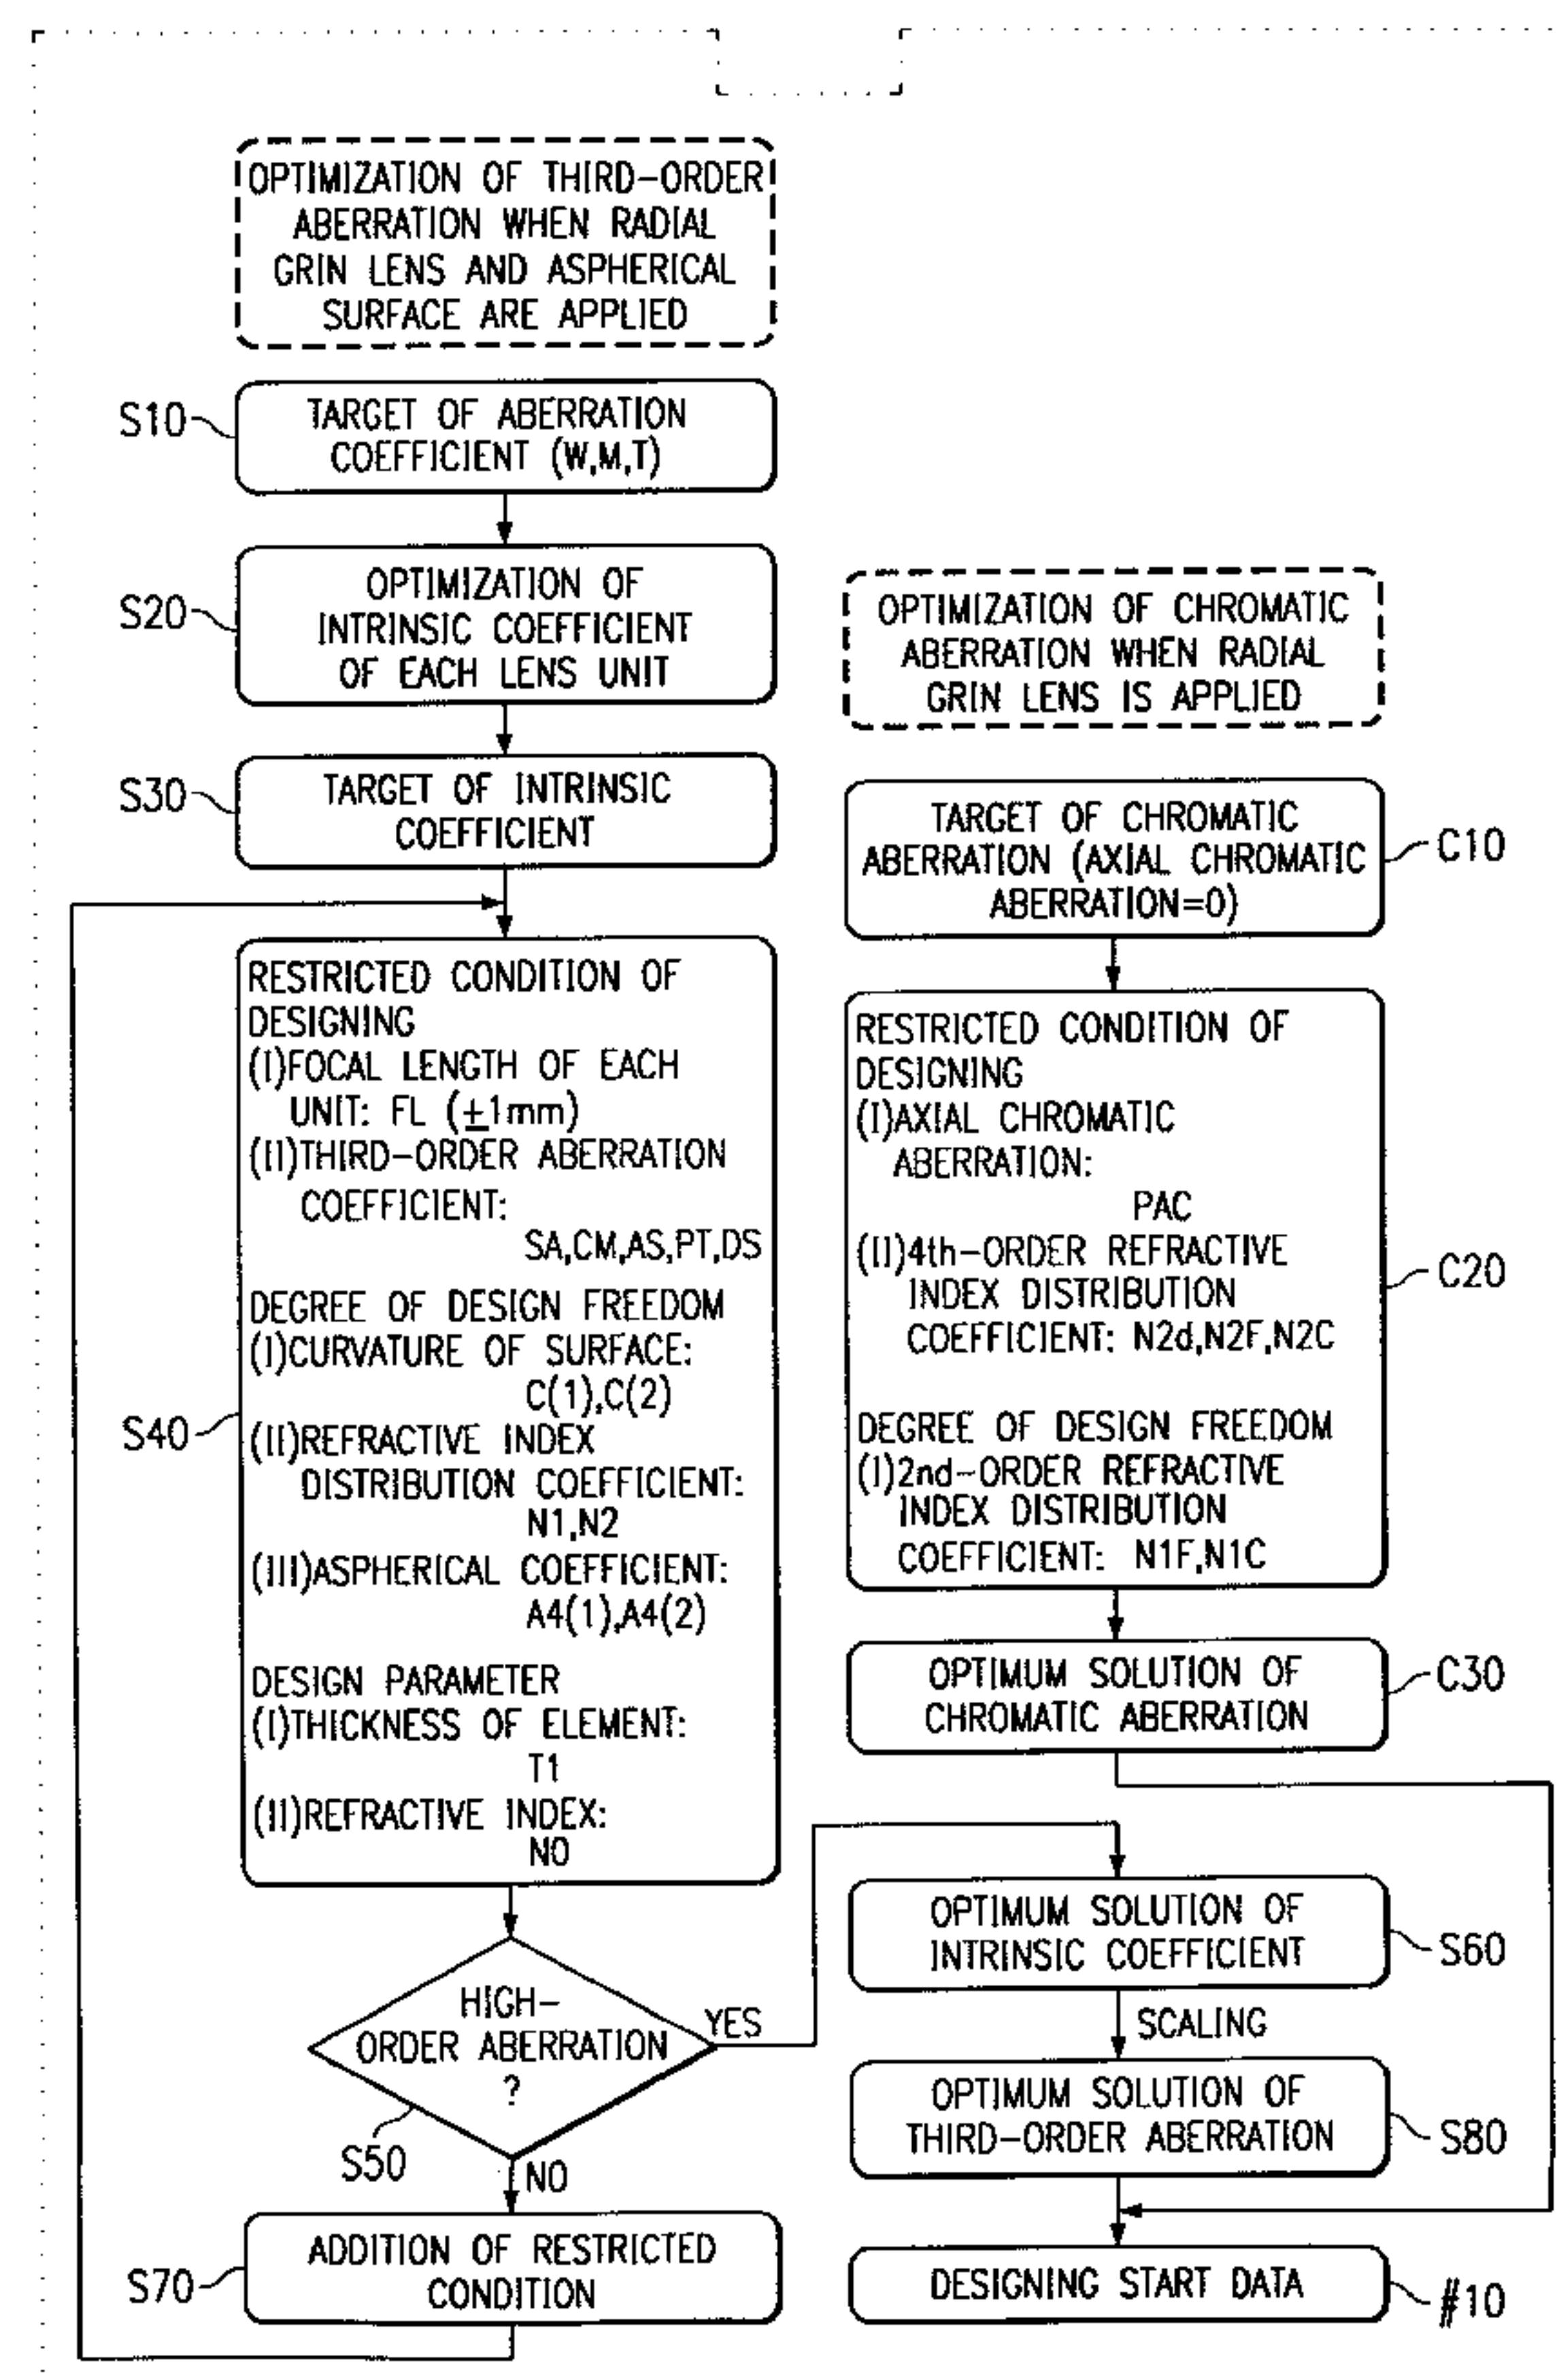 OPTIMIZATION OF THIRD-ORDER
ABERRATION WHEN RADIAL
GRIN LENS AND ASPHERICAL
SURFACE ARE APPLIED
S10
TARGET OF ABERRATION
COEFFICIENT (W,M,T)
S20
OPTIMIZATION OF
INTRINSIC COEFFICIENT
OF EACH LENS UNIT
S30
TARGET OF INTRINSIC
COEFFICIENT
S40
RESTRICTED CONDITION OF
DESIGNING
(I)FOCAL LENGTH OF EACH
UNIT: FL (±1mm)
(II)THIRD-ORDER ABERRATION
COEFFICIENT:
SA,CM,AS,PT,DS
DEGREE OF DESIGN FREEDOM
(I)CURVATURE OF SURFACE:
C(1),C(2)
(II)REFRACTIVE INDEX
DISTRIBUTION COEFFICIENT:
N1,N2
(III)ASPHERICAL COEFFICIENT:
A4(1),A4(2)
DESIGN PARAMETER
(I)THICKNESS OF ELEMENT:
T1
(II)REFRACTIVE INDEX:
N0
HIGH-
ORDER ABERRATION
?
YES
S50
NO
S70
ADDITION OF RESTRICTED
CONDITION
OPTIMIZATION OF CHROMATIC
ABERRATION WHEN RADIAL
GRIN LENS IS APPLIED
TARGET OF CHROMATIC
ABERRATION (AXIAL CHROMATIC
ABERRATION=0)
C10
RESTRICTED CONDITION OF
DESIGNING
(I)AXIAL CHROMATIC
ABERRATION:
PAC
(II)4th-ORDER REFRACTIVE
INDEX DISTRIBUTION
COEFFICIENT: N2d,N2F,N2C
DEGREE OF DESIGN FREEDOM
(I)2nd-ORDER REFRACTIVE
INDEX DISTRIBUTION
COEFFICIENT: N1F,N1C
C20
OPTIMUM SOLUTION OF
CHROMATIC ABERRATION
C30
OPTIMUM SOLUTION OF
INTRINSIC COEFFICIENT
S60
SCALING
OPTIMUM SOLUTION OF
THIRD-ORDER ABERRATION
S80
DESIGNING START DATA
#10